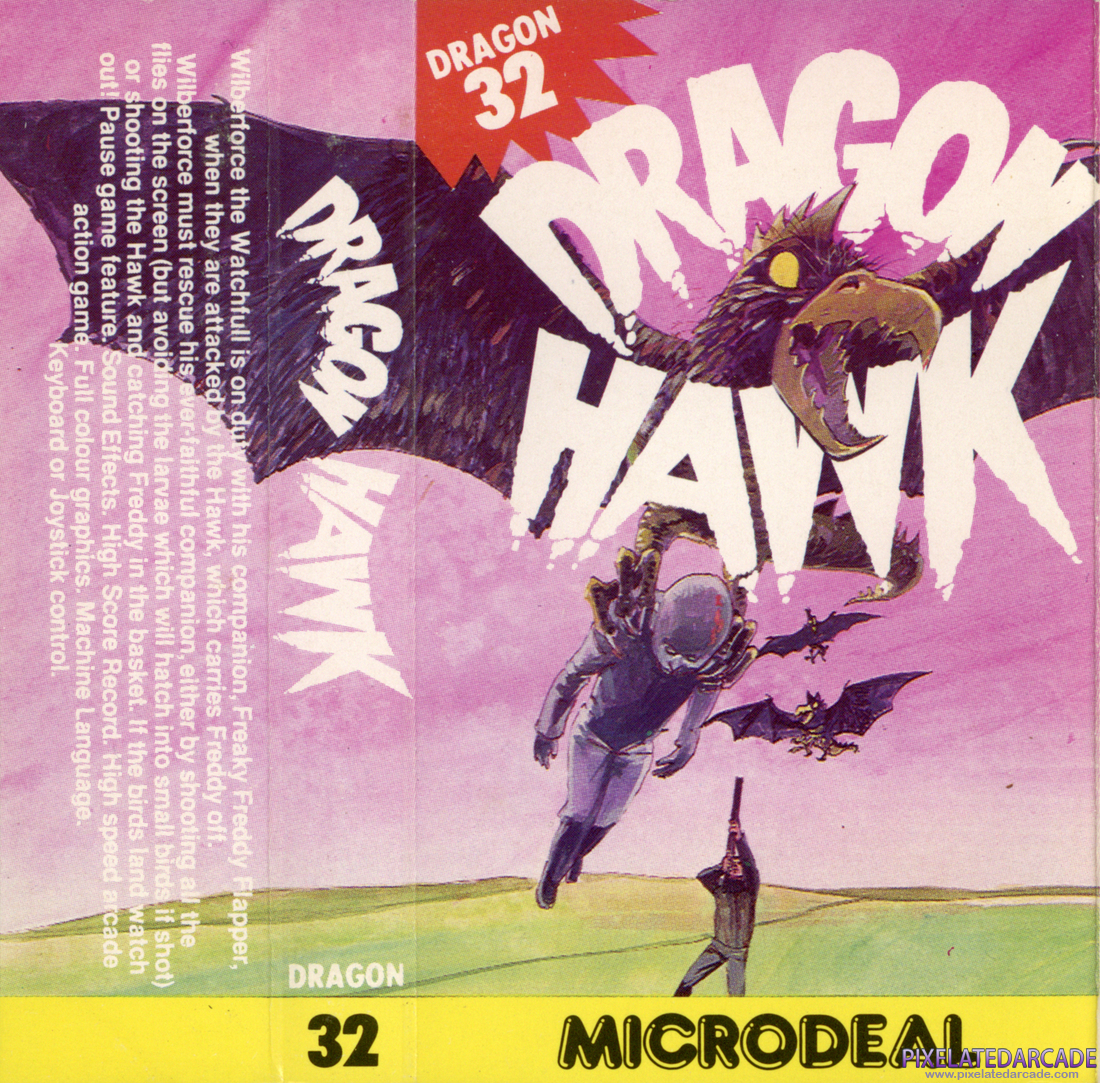 Wilberforce the Watchfull is on duty with his companion, Freaky Freddy Flapper,
when they are attacked by the Hawk, which carries Freddy off.
Wilberforce must rescue his ever-faithful companion, either by shooting all the
flies on the screen (but avoiding the larvae which will hatch into small birds if shot)
or shooting the Hawk and catching Freddy in the basket. If the birds land watch
out! Pause game feature. Sound Effects. High Score Record. High speed arcade
action game. Full colour graphics. Machine Language.
Keyboard or Joystick control.
DRAGON HAWK
DRAGON
32
DRAGON
32
DRAGON
HAWK
MICRODEAL
PIXELATEDARCADE
www.pixelatedarcade.com